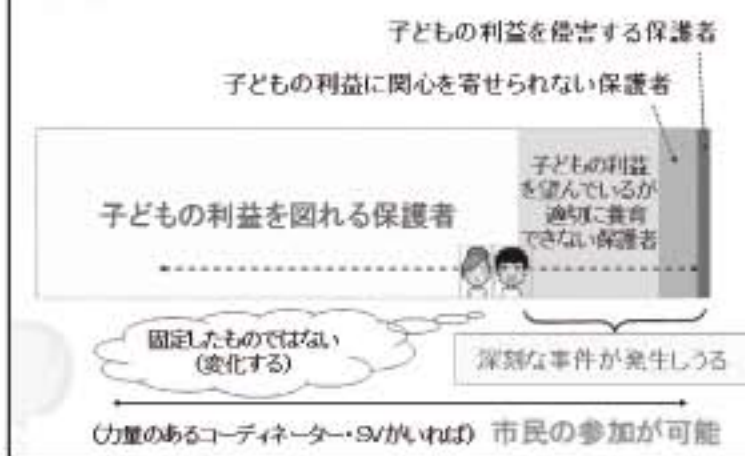 子どもの利益を侵害する保護者
子どもの利益に関心を寄せられない保護者
子どもの利益を図れる保護者
子どもの利益
を望んでいるが
適切に養育
できない保護者
固定したものではない
(変化する)
深刻な事件が発生しうる
(力量のあるコーディネーター・SVがいれば) 市民の参加が可能